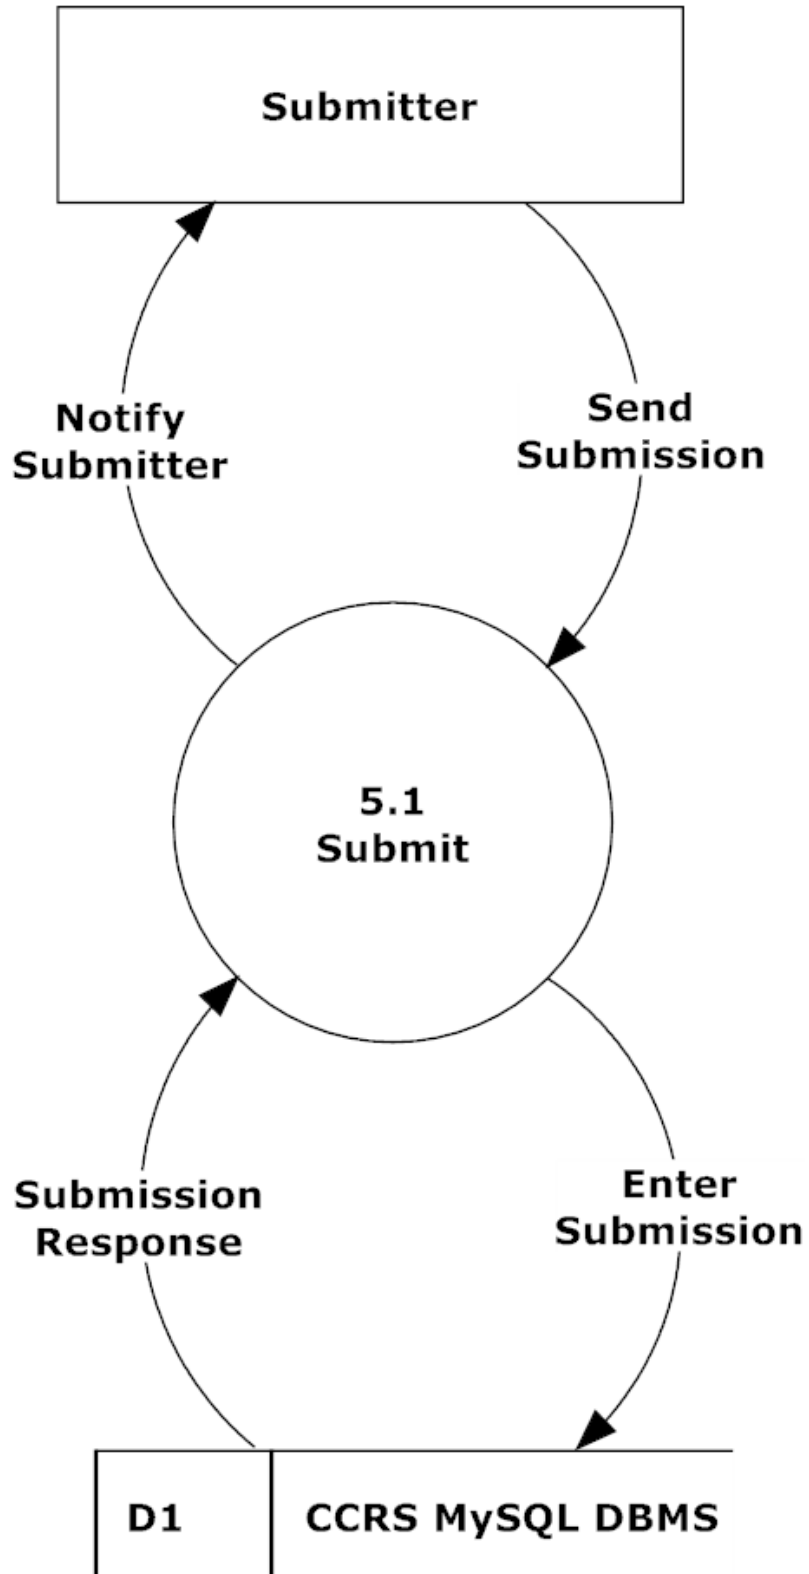 Submitter
Notify
Submitter
Send
Submission
5.1
Submit
Submission
Response
Enter
Submission
D1
CCRS MySQL DBMS